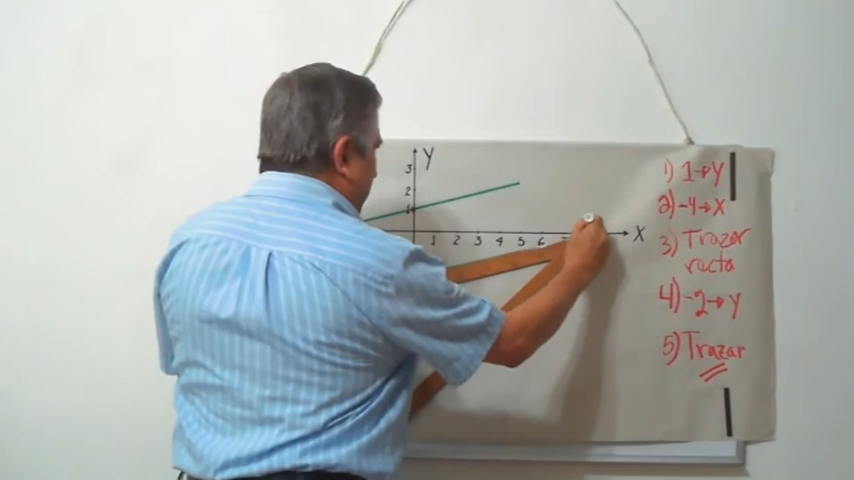 Y
3
2
1
1 2 3 4 5 6
X
1) 1→Y
2) -4→X
3) Trazar
recta
4) -2→Y
5) Trazar